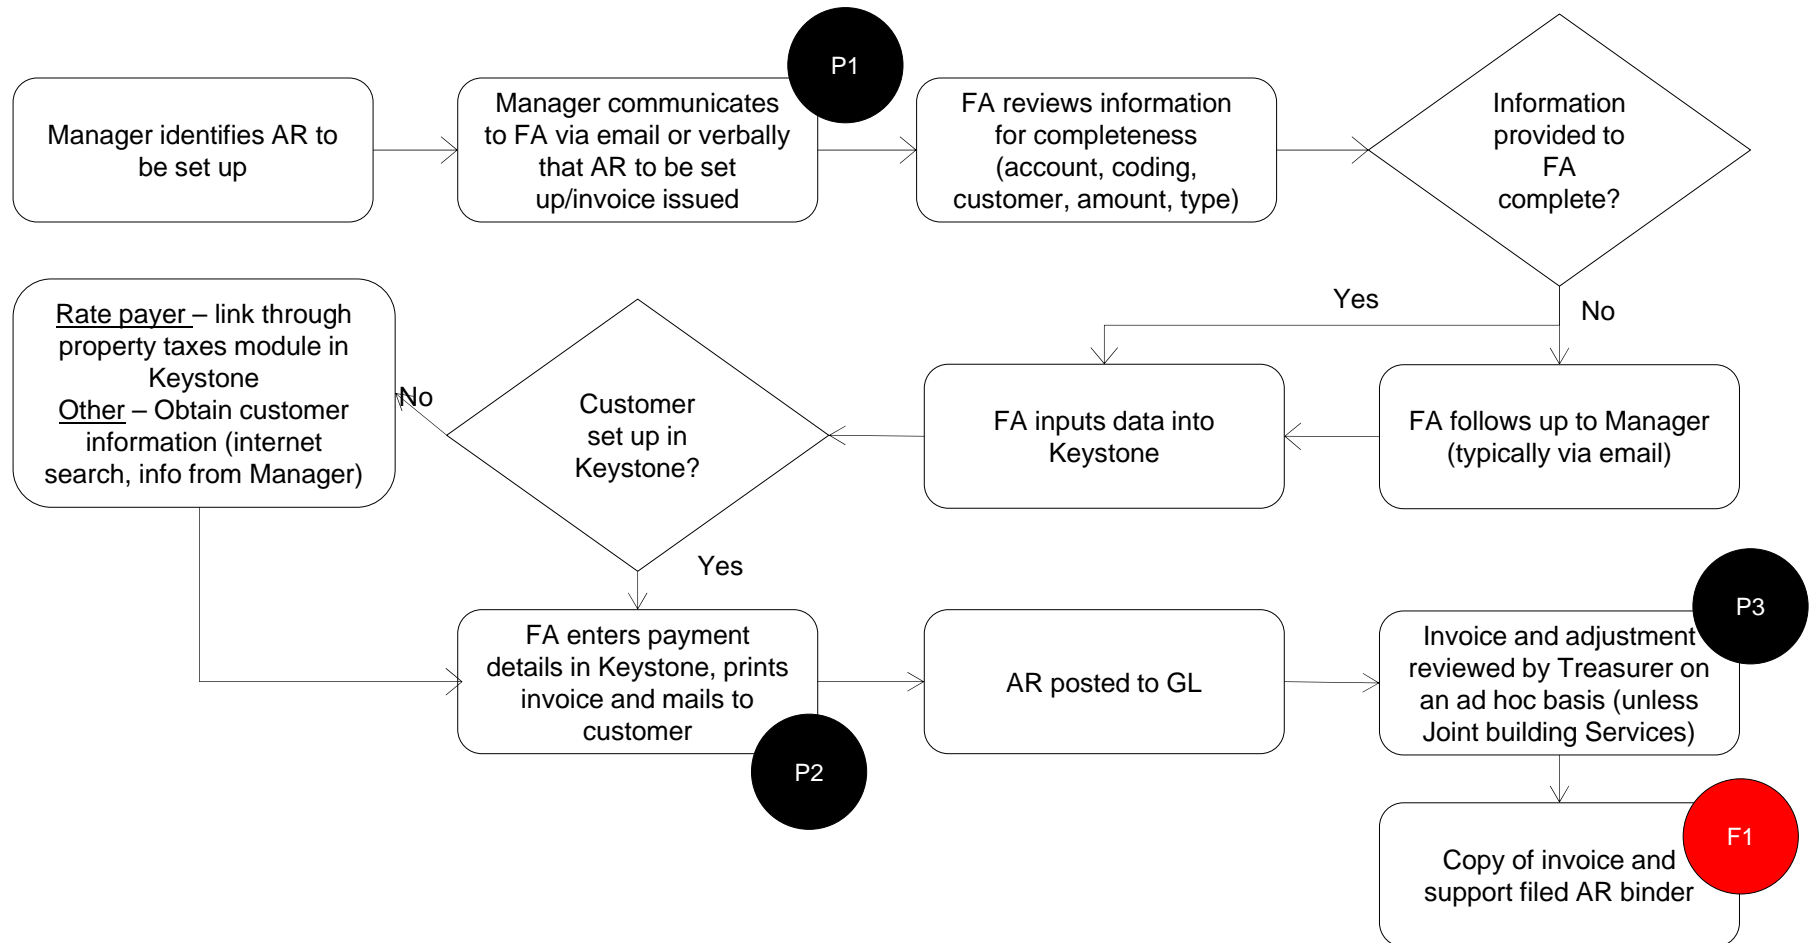 Manager identifies AR to
be set up
Manager communicates
to FA via email or verbally
that AR to be set
up/invoice issued
P1
FA reviews information
for completeness
(account, coding,
customer, amount, type)
Information
provided to
FA
complete?
Yes
No
Rate payer – link through
property taxes module in
Keystone
Other – Obtain customer
information (internet
search, info from Manager)
No
Customer
set up in
Keystone?
FA inputs data into
Keystone
FA follows up to Manager
(typically via email)
Yes
FA enters payment
details in Keystone, prints
invoice and mails to
customer
P2
AR posted to GL
Invoice and adjustment
reviewed by Treasurer on
an ad hoc basis (unless
Joint building Services)
P3
Copy of invoice and
support filed AR binder
F1